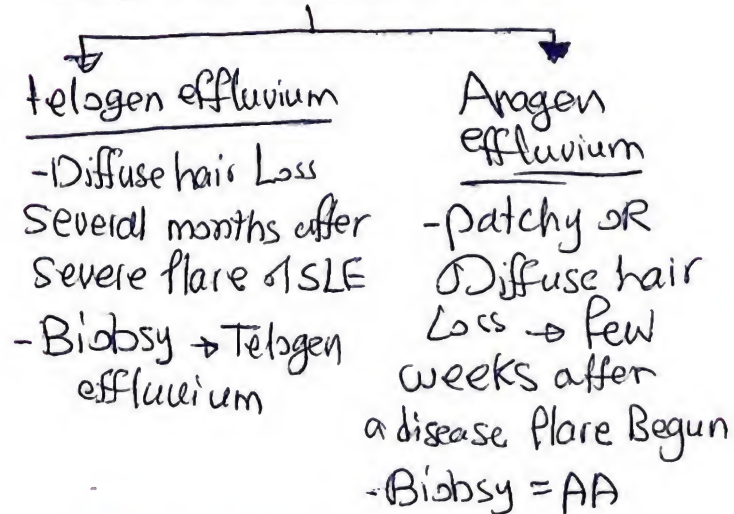 telogen effluvium
-Diffuse hair Loss
Several months after
Severe flare of SLE
-Biobsy → Telogen
effluvium
Anagen
effluvium
-patchy OR
Diffuse hair
Loss → few
weeks after
a disease flare Begun
-Biobsy = AA